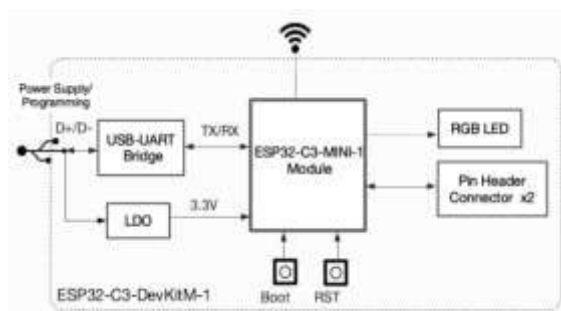 Power Supply/
Programming
D+/D-
USB-UART
Bridge
TX/RX
ESP32-C3-MINI-1
Module
RGB LED
Pin Header
Connector x2
LDO
3.3V
Boot
RST
ESP32-C3-DevKitM-1